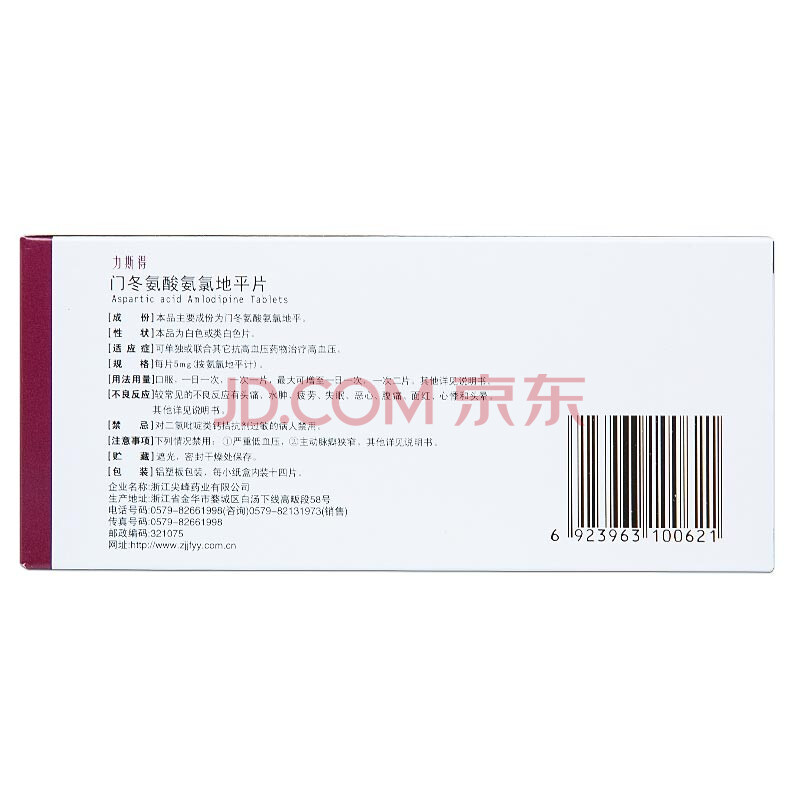 力斯得
门冬氨酸氨氯地平片
Aspartic acid Amlodipine Tablets
[成 份]本品主要成份为门冬氨酸氨氯地平。
[性 状]本品为白色或类白色片。
[适 应 症]可单独或联合其它抗高血压药物治疗高血压。
[规 格]每片5mg(按氨氯地平计)。
[用法用量]口服，一日一次，一次一片，最大可增至一日一次，一次二片。其他详见说明书。
[不良反应]较常见的不良反应有头痛、水肿、疲劳、失眠、恶心、腹痛、面红、心悸和头晕，
其他详见说明书。
JD.COM 京东
[禁 忌]对二氢吡啶类钙拮抗剂过敏的病人禁用。
[注意事项]下列情况禁用：①严重低血压，②主动脉瓣狭窄。其他详见说明书。
[贮 藏]遮光，密封干燥处保存。
[包 装]铝塑板包装，每小纸盒内装十四片。
企业名称:浙江尖峰药业有限公司
生产地址:浙江省金华市婺城区白汤下线高畈段58号
电话号码:0579-82661998(咨询)0579-82131973(销售)
传真号码:0579-82661998
邮政编码:321075
网址:http://www.zjjfyy.com.cn
6 923963 100621